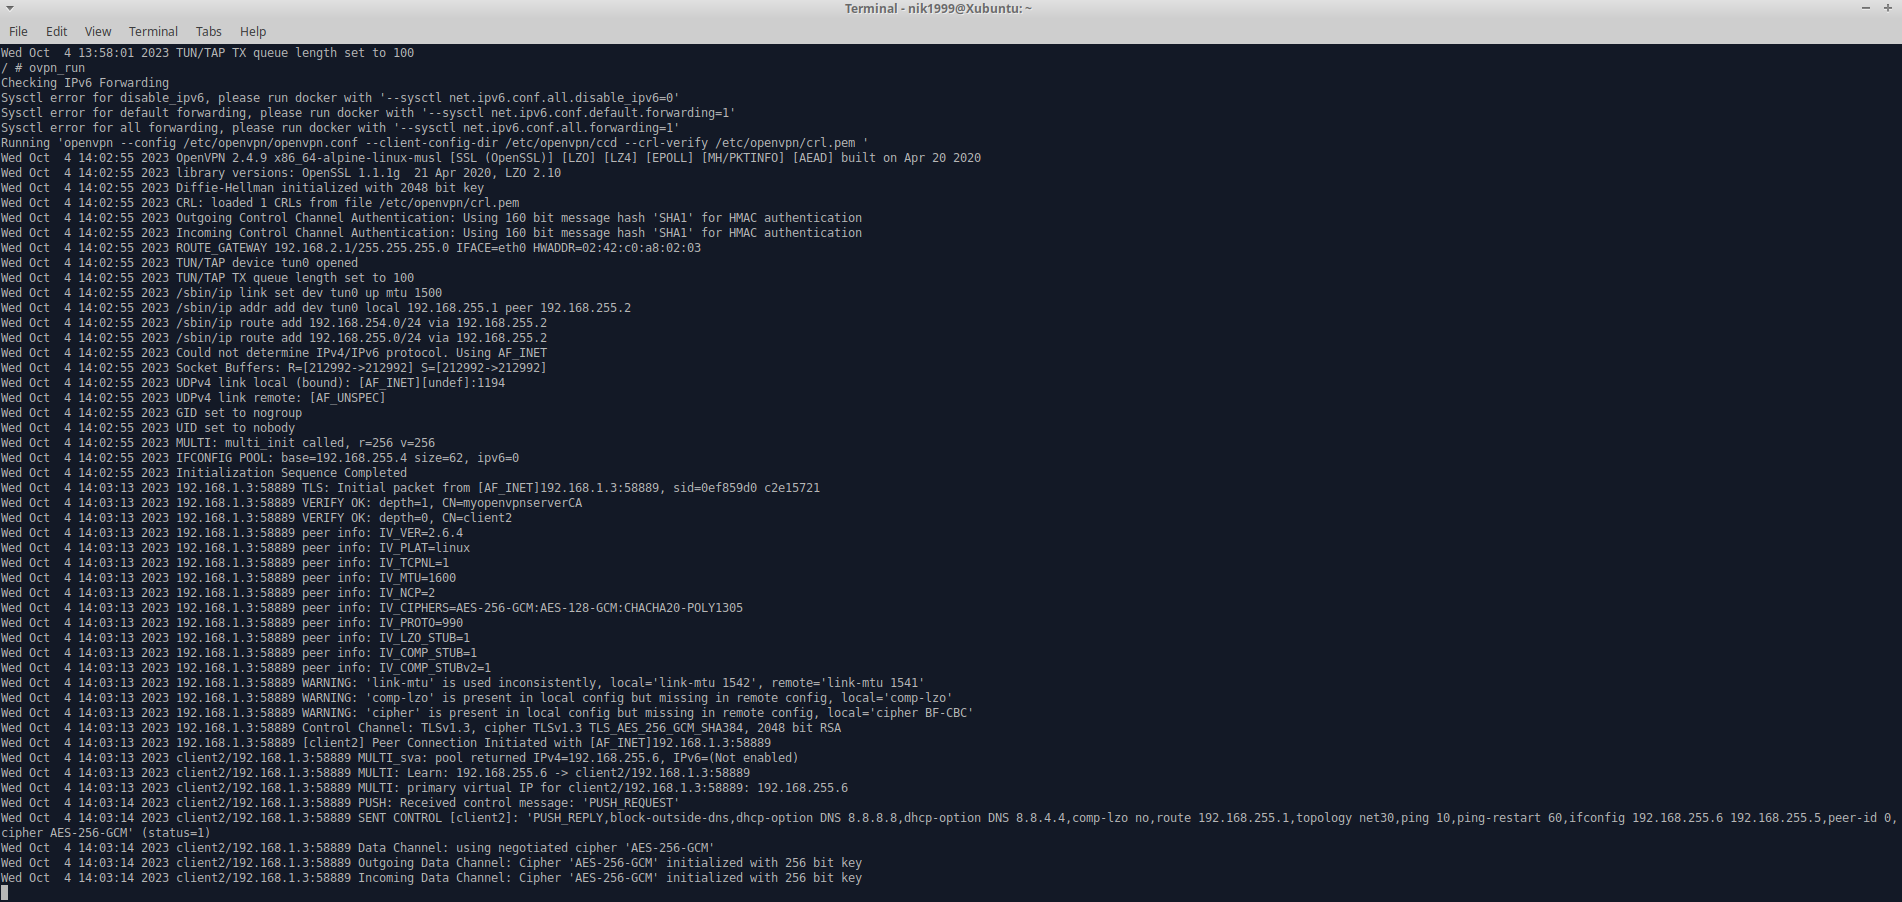 Terminal - nik1999@Xubuntu: ~
File Edit View Terminal Tabs Help
Wed Oct  4 13:58:01 2023 TUN/TAP TX queue length set to 100
/ # ovpn_run
Checking IPv6 Forwarding
Sysctl error for disable_ipv6, please run docker with '--sysctl net.ipv6.conf.all.disable_ipv6=0'
Sysctl error for default forwarding, please run docker with '--sysctl net.ipv6.conf.default.forwarding=1'
Sysctl error for all forwarding, please run docker with '--sysctl net.ipv6.conf.all.forwarding=1'
Running 'openvpn --config /etc/openvpn/openvpn.conf --client-config-dir /etc/openvpn/ccd --crl-verify /etc/openvpn/crl.pem '
Wed Oct  4 14:02:55 2023 OpenVPN 2.4.9 x86_64-alpine-linux-musl [SSL (OpenSSL)] [LZO] [LZ4] [EPOLL] [MH/PKTINFO] [AEAD] built on Apr 20 2020
Wed Oct  4 14:02:55 2023 library versions: OpenSSL 1.1.1g  21 Apr 2020, LZO 2.10
Wed Oct  4 14:02:55 2023 Diffie-Hellman initialized with 2048 bit key
Wed Oct  4 14:02:55 2023 CRL: loaded 1 CRLs from file /etc/openvpn/crl.pem
Wed Oct  4 14:02:55 2023 Outgoing Control Channel Authentication: Using 160 bit message hash 'SHA1' for HMAC authentication
Wed Oct  4 14:02:55 2023 Incoming Control Channel Authentication: Using 160 bit message hash 'SHA1' for HMAC authentication
Wed Oct  4 14:02:55 2023 ROUTE_GATEWAY 192.168.2.1/255.255.255.0 IFACE=eth0 HWADDR=02:42:c0:a8:02:03
Wed Oct  4 14:02:55 2023 TUN/TAP device tun0 opened
Wed Oct  4 14:02:55 2023 TUN/TAP TX queue length set to 100
Wed Oct  4 14:02:55 2023 /sbin/ip link set dev tun0 up mtu 1500
Wed Oct  4 14:02:55 2023 /sbin/ip addr add dev tun0 local 192.168.255.1 peer 192.168.255.2
Wed Oct  4 14:02:55 2023 /sbin/ip route add 192.168.254.0/24 via 192.168.255.2
Wed Oct  4 14:02:55 2023 /sbin/ip route add 192.168.255.0/24 via 192.168.255.2
Wed Oct  4 14:02:55 2023 Could not determine IPv4/IPv6 protocol. Using AF_INET
Wed Oct  4 14:02:55 2023 Socket Buffers: R=[212992->212992] S=[212992->212992]
Wed Oct  4 14:02:55 2023 UDPv4 link local (bound): [AF_INET][undef]:1194
Wed Oct  4 14:02:55 2023 UDPv4 link remote: [AF_UNSPEC]
Wed Oct  4 14:02:55 2023 GID set to nogroup
Wed Oct  4 14:02:55 2023 UID set to nobody
Wed Oct  4 14:02:55 2023 MULTI: multi_init called, r=256 v=256
Wed Oct  4 14:02:55 2023 IFCONFIG POOL: base=192.168.255.4 size=62, ipv6=0
Wed Oct  4 14:02:55 2023 Initialization Sequence Completed
Wed Oct  4 14:03:13 2023 192.168.1.3:58889 TLS: Initial packet from [AF_INET]192.168.1.3:58889, sid=0ef859d0 c2e15721
Wed Oct  4 14:03:13 2023 192.168.1.3:58889 VERIFY OK: depth=1, CN=myopenvpnserverCA
Wed Oct  4 14:03:13 2023 192.168.1.3:58889 VERIFY OK: depth=0, CN=client2
Wed Oct  4 14:03:13 2023 192.168.1.3:58889 peer info: IV_VER=2.6.4
Wed Oct  4 14:03:13 2023 192.168.1.3:58889 peer info: IV_PLAT=linux
Wed Oct  4 14:03:13 2023 192.168.1.3:58889 peer info: IV_TCPNL=1
Wed Oct  4 14:03:13 2023 192.168.1.3:58889 peer info: IV_MTU=1600
Wed Oct  4 14:03:13 2023 192.168.1.3:58889 peer info: IV_NCP=2
Wed Oct  4 14:03:13 2023 192.168.1.3:58889 peer info: IV_CIPHERS=AES-256-GCM:AES-128-GCM:CHACHA20-POLY1305
Wed Oct  4 14:03:13 2023 192.168.1.3:58889 peer info: IV_PROTO=990
Wed Oct  4 14:03:13 2023 192.168.1.3:58889 peer info: IV_LZO_STUB=1
Wed Oct  4 14:03:13 2023 192.168.1.3:58889 peer info: IV_COMP_STUB=1
Wed Oct  4 14:03:13 2023 192.168.1.3:58889 peer info: IV_COMP_STUBv2=1
Wed Oct  4 14:03:13 2023 192.168.1.3:58889 WARNING: 'link-mtu' is used inconsistently, local='link-mtu 1542', remote='link-mtu 1541'
Wed Oct  4 14:03:13 2023 192.168.1.3:58889 WARNING: 'comp-lzo' is present in local config but missing in remote config, local='comp-lzo'
Wed Oct  4 14:03:13 2023 192.168.1.3:58889 WARNING: 'cipher' is present in local config but missing in remote config, local='cipher BF-CBC'
Wed Oct  4 14:03:13 2023 192.168.1.3:58889 Control Channel: TLSv1.3, cipher TLSv1.3 TLS_AES_256_GCM_SHA384, 2048 bit RSA
Wed Oct  4 14:03:13 2023 192.168.1.3:58889 [client2] Peer Connection Initiated with [AF_INET]192.168.1.3:58889
Wed Oct  4 14:03:13 2023 client2/192.168.1.3:58889 MULTI_sva: pool returned IPv4=192.168.255.6, IPv6=(Not enabled)
Wed Oct  4 14:03:13 2023 client2/192.168.1.3:58889 MULTI: Learn: 192.168.255.6 -> client2/192.168.1.3:58889
Wed Oct  4 14:03:13 2023 client2/192.168.1.3:58889 MULTI: primary virtual IP for client2/192.168.1.3:58889: 192.168.255.6
Wed Oct  4 14:03:14 2023 client2/192.168.1.3:58889 PUSH: Received control message: 'PUSH_REQUEST'
Wed Oct  4 14:03:14 2023 client2/192.168.1.3:58889 SENT CONTROL [client2]: 'PUSH_REPLY,block-outside-dns,dhcp-option DNS 8.8.8.8,dhcp-option DNS 8.8.4.4,comp-lzo no,route 192.168.255.1,topology net30,ping 10,ping-restart 60,ifconfig 192.168.255.6 192.168.255.5,peer-id 0,
cipher AES-256-GCM' (status=1)
Wed Oct  4 14:03:14 2023 client2/192.168.1.3:58889 Data Channel: using negotiated cipher 'AES-256-GCM'
Wed Oct  4 14:03:14 2023 client2/192.168.1.3:58889 Outgoing Data Channel: Cipher 'AES-256-GCM' initialized with 256 bit key
Wed Oct  4 14:03:14 2023 client2/192.168.1.3:58889 Incoming Data Channel: Cipher 'AES-256-GCM' initialized with 256 bit key